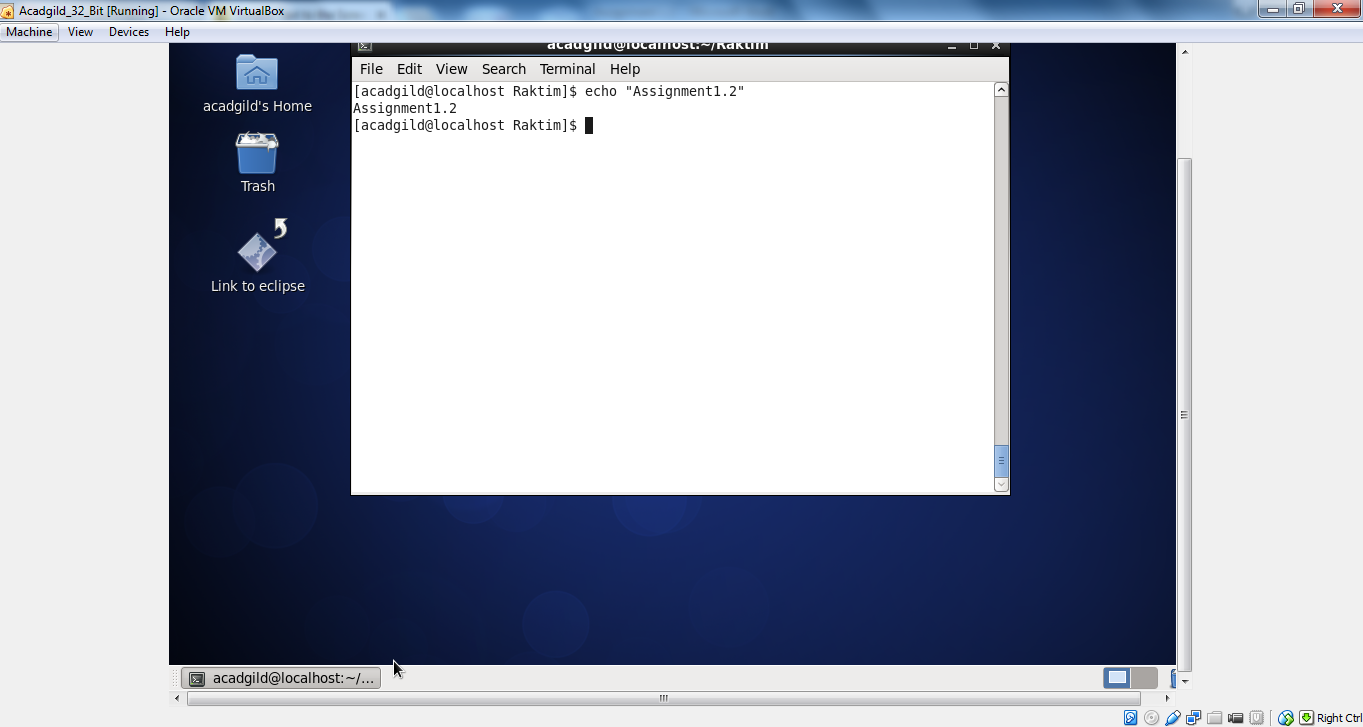 Acadgild_32_Bit [Running] - Oracle VM VirtualBox
Machine View Devices Help
acadgild@localhost:~/Raktim
File Edit View Search Terminal Help
[acadgild@localhost Raktim]$ echo "Assignment1.2"
Assignment1.2
[acadgild@localhost Raktim]$
acadgild's Home
Trash
Link to eclipse
acadgild@localhost:~/...
Right Ctrl